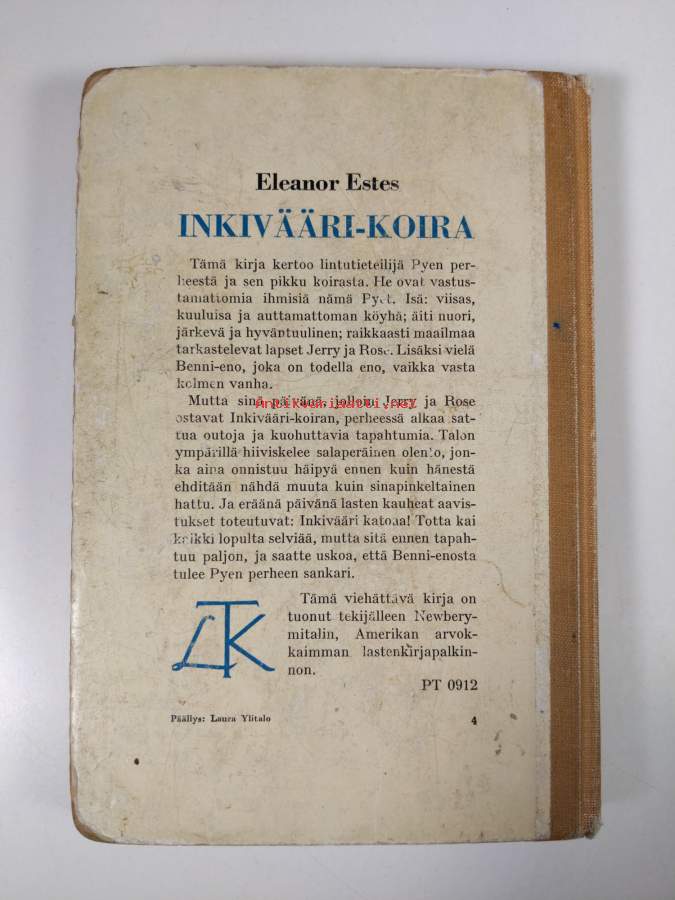 Eleanor Estes
INKIVÄÄRI-KOIRA
Tämä kirja kertoo lintutieteilijä Pyen per-
heestä ja sen pikku koirasta. He ovat vastus-
tamattomia ihmisiä nämä Pyet. Isä: viisas,
kuuluisa ja auttamattoman köyhä; äiti nuori,
järkevä ja hyväntuulinen; raikkaasti maailmaa
tarkastelevat lapset Jerry ja Rose. Lisäksi vielä
Benni-eno, joka on todella eno, vaikka vasta
kolmen vanha.
Mutta sinä päivänä, jolloin Jerry ja Rose
Antikvariaatti.net
ostavat Inkivääri-koiran, perheessä alkaa sat-
tua outoja ja kuohuttavia tapahtumia. Talon
ympärillä hiiviskelee salaperäinen olento, jon-
ka aina onnistuu häipyä ennen kuin hänestä
ehditään nähdä muuta kuin sinapinkeltainen
hattu. Ja eräänä päivänä lasten kauheat aavis-
tukset toteutuvat: Inkivääri katoaa! Totta kai
kaikki lopulta selviää, mutta sitä ennen tapah-
tuu paljon, ja saatte uskoa, että Benni-enosta
tulee Pyen perheen sankari.
Tämä viehättävä kirja on
tuonut tekijälleen Newbery-
mitalin, Amerikan arvok-
kaimman lastenkirjapalkin-
non.
LTK
PT 0912
Päällys: Laura Ylitalo 4